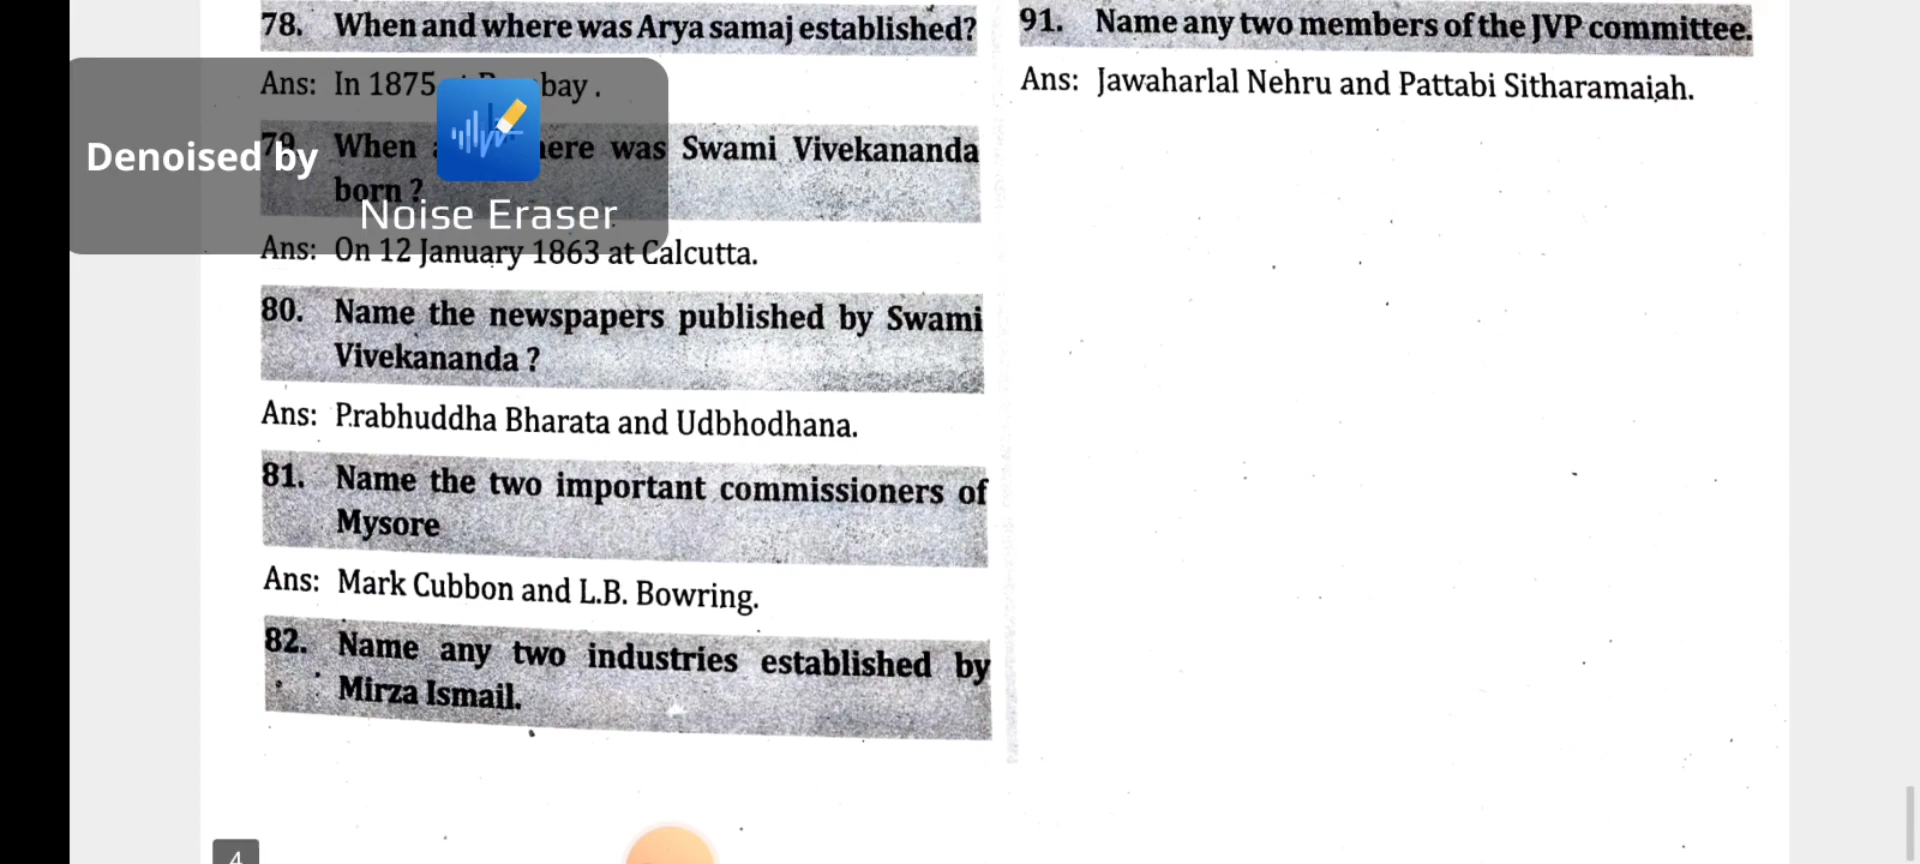 78. When and where was Arya samaj established?
Ans: In 1875 bay .
79. When here was Swami Vivekananda
born ?
Ans: On 12 January 1863 at Calcutta.
80. Name the newspapers published by Swami
Vivekananda ?
Ans: Prabhuddha Bharata and Udbhodhana.
81. Name the two important commissioners of
Mysore
Ans: Mark Cubbon and L.B. Bowring.
82. Name any two industries established by
Mirza Ismail.
91. Name any two members of the JVP committee.
Ans: Jawaharlal Nehru and Pattabi Sitharamaiah.
Denoised by
Noise Eraser
4